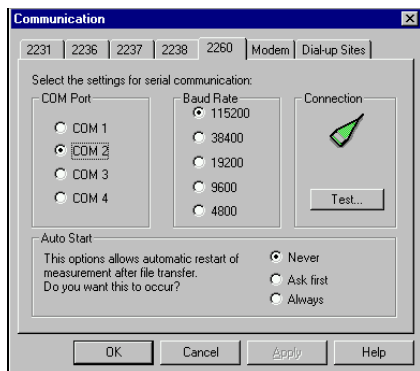 Communication
2231 2236 2237 2238 2260 Modem Dial-up Sites
Select the settings for serial communication:
COM Port Baud Rate Connection
COM 1
COM 2
COM 3
COM 4
115200
38400
19200
9600
4800
Test...
Auto Start
This options allows automatic restart of
measurement after file transfer.
Do you want this to occur?
Never
Ask first
Always
OK Cancel Apply Help